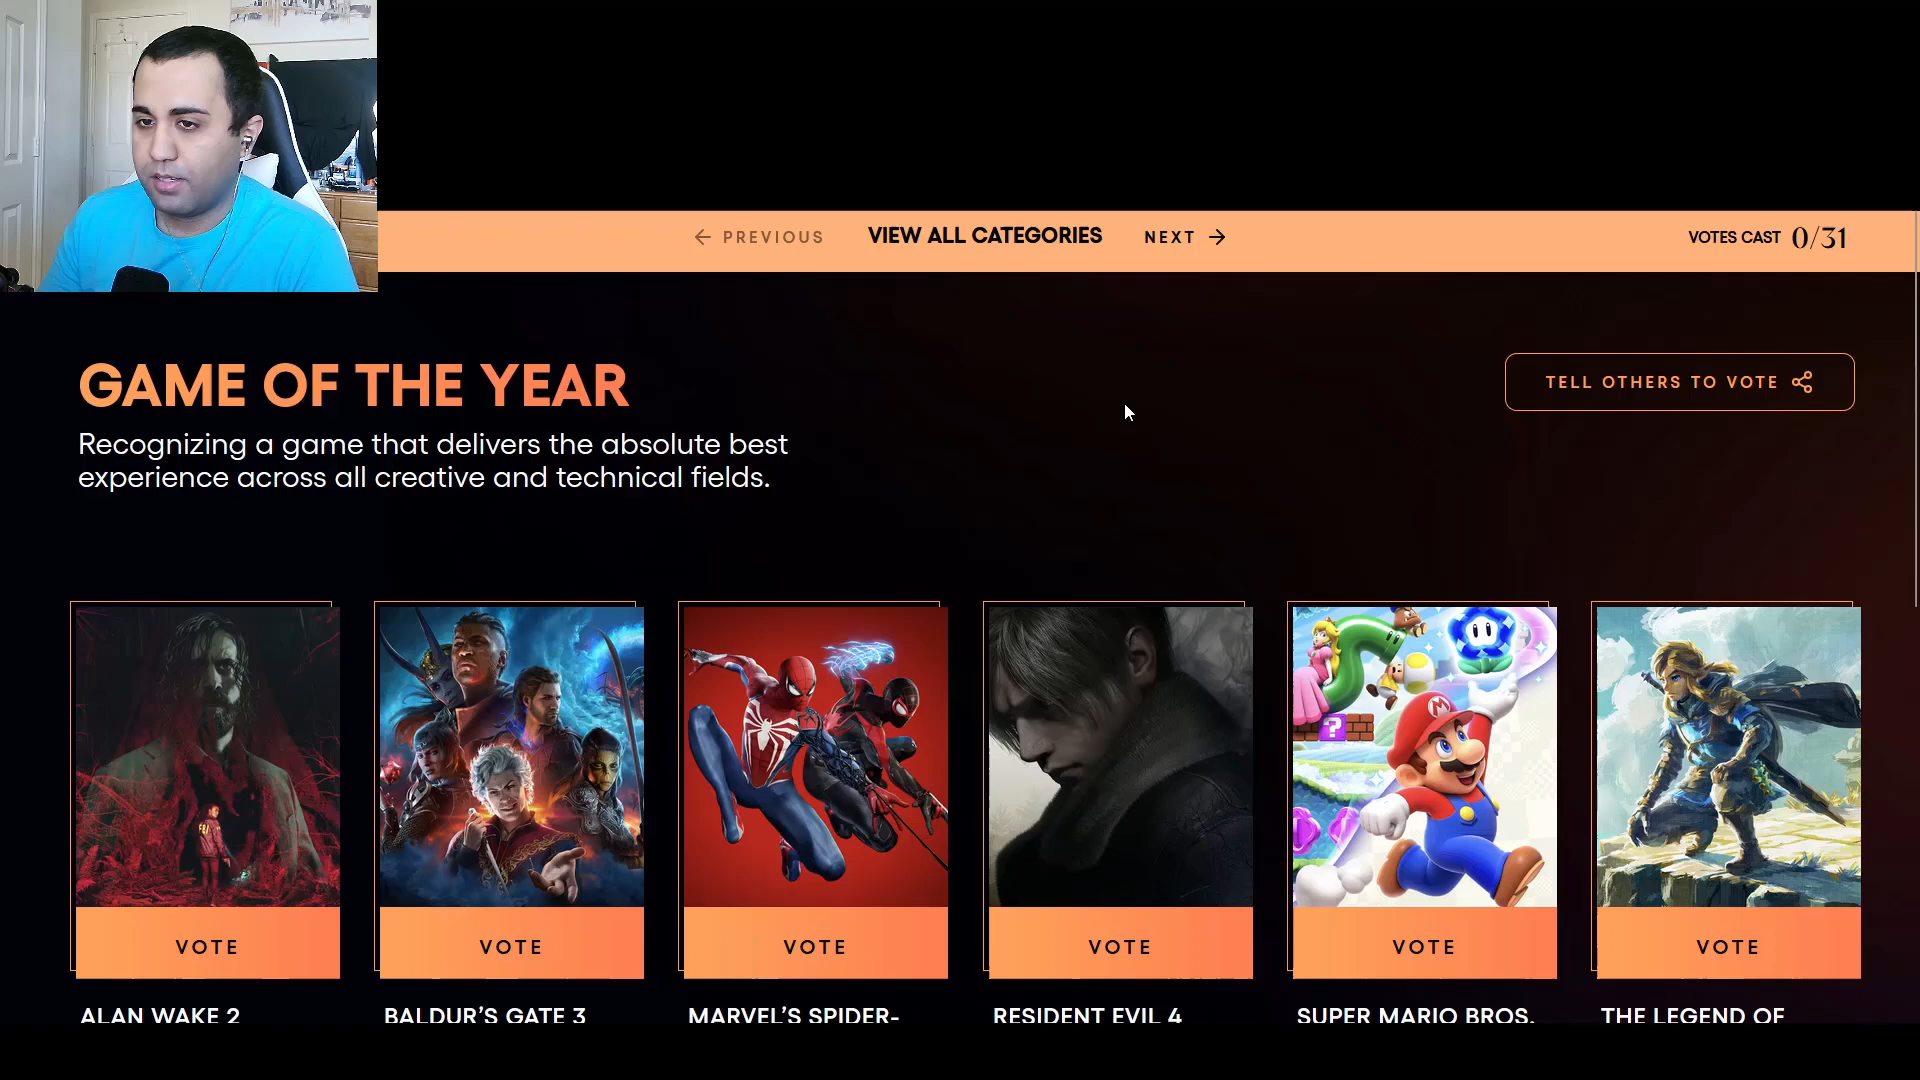 PREVIOUS
VIEW ALL CATEGORIES
NEXT
VOTES CAST 0/31
GAME OF THE YEAR
TELL OTHERS TO VOTE
Recognizing a game that delivers the absolute best
experience across all creative and technical fields.
VOTE
VOTE
VOTE
VOTE
VOTE
VOTE
ALAN WAKE 2
BALDUR'S GATE 3
MARVEL'S SPIDER-
RESIDENT EVIL 4
SUPER MARIO BROS.
THE LEGEND OF